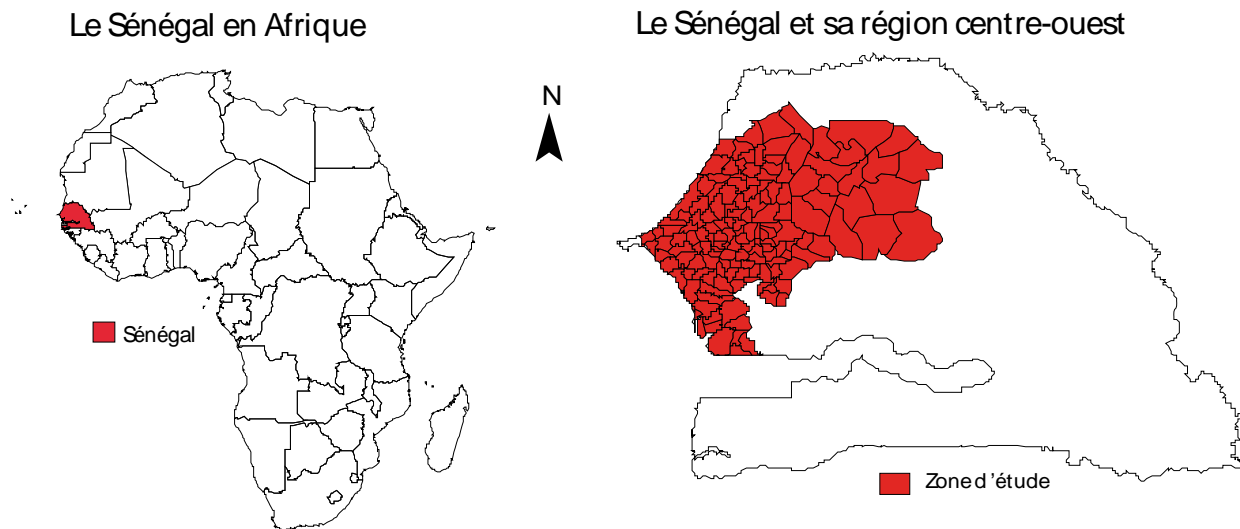 Le Sénégal en Afrique
Le Sénégal et sa région centre-ouest
N
Sénégal
Zone d'étude